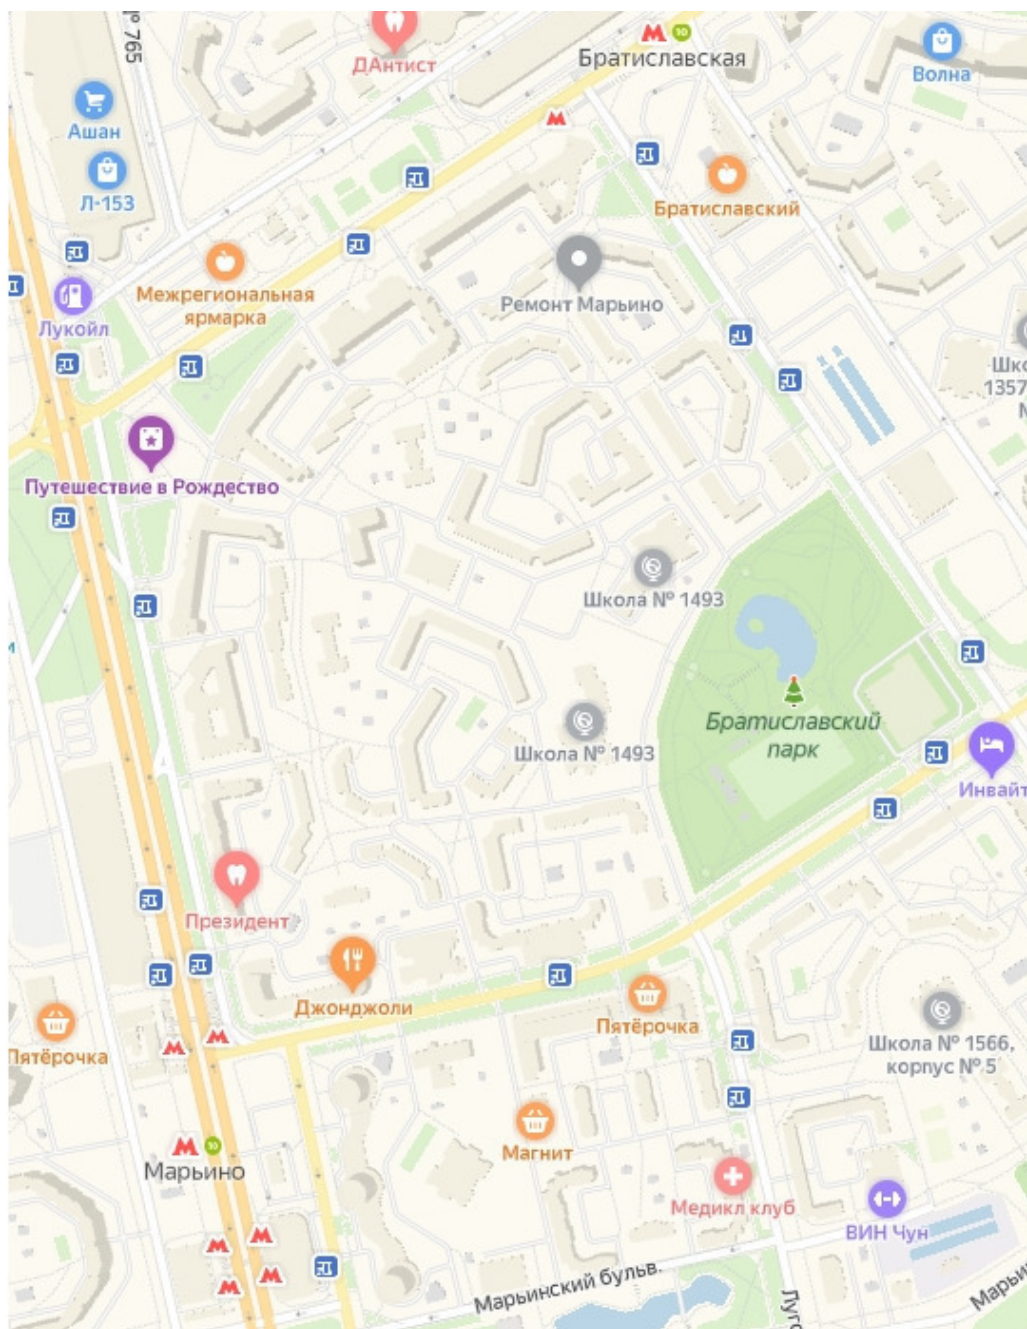 № 765
ДАнтист
Братиславская
10
Волна
Ашан
Л-153
Братиславский
Межрегиональная
ярмарка
Ремонт Марьино
Лукойл
1357
Путешествие в Рождество
Школа № 1493
Школа № 1493
Братиславский
парк
Инвайт
Президент
Джонджоли
Пятёрочка
Пятёрочка
Школа № 1566,
корпус № 5
Магнит
10
Марьино
Медикл клуб
ВИН Чун
Марьинский бульв.